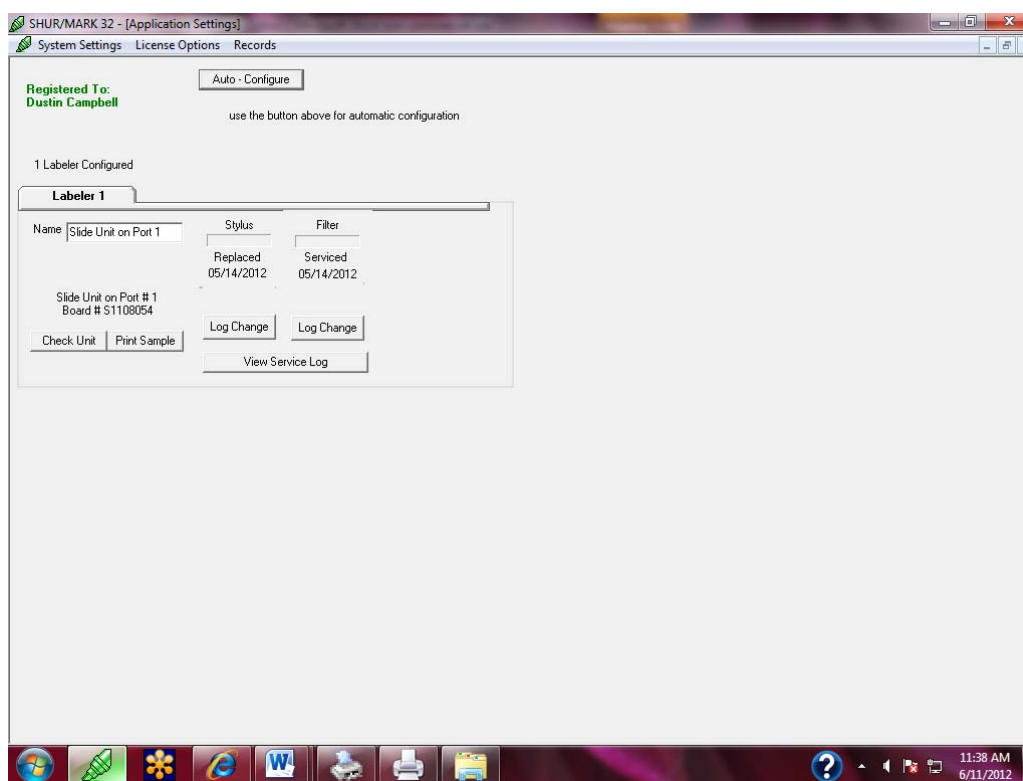 SHUR/MARK 32 - [Application Settings]
System Settings License Options Records
Registered To:
Dustin Campbell
Auto - Configure
use the button above for automatic configuration
1 Labeler Configured
Labeler 1
Name Slide Unit on Port 1
Stylus
Replaced
05/14/2012
Filter
Serviced
05/14/2012
Slide Unit on Port # 1
Board # S1108054
Check Unit Print Sample
Log Change Log Change
View Service Log
11:38 AM
6/11/2012